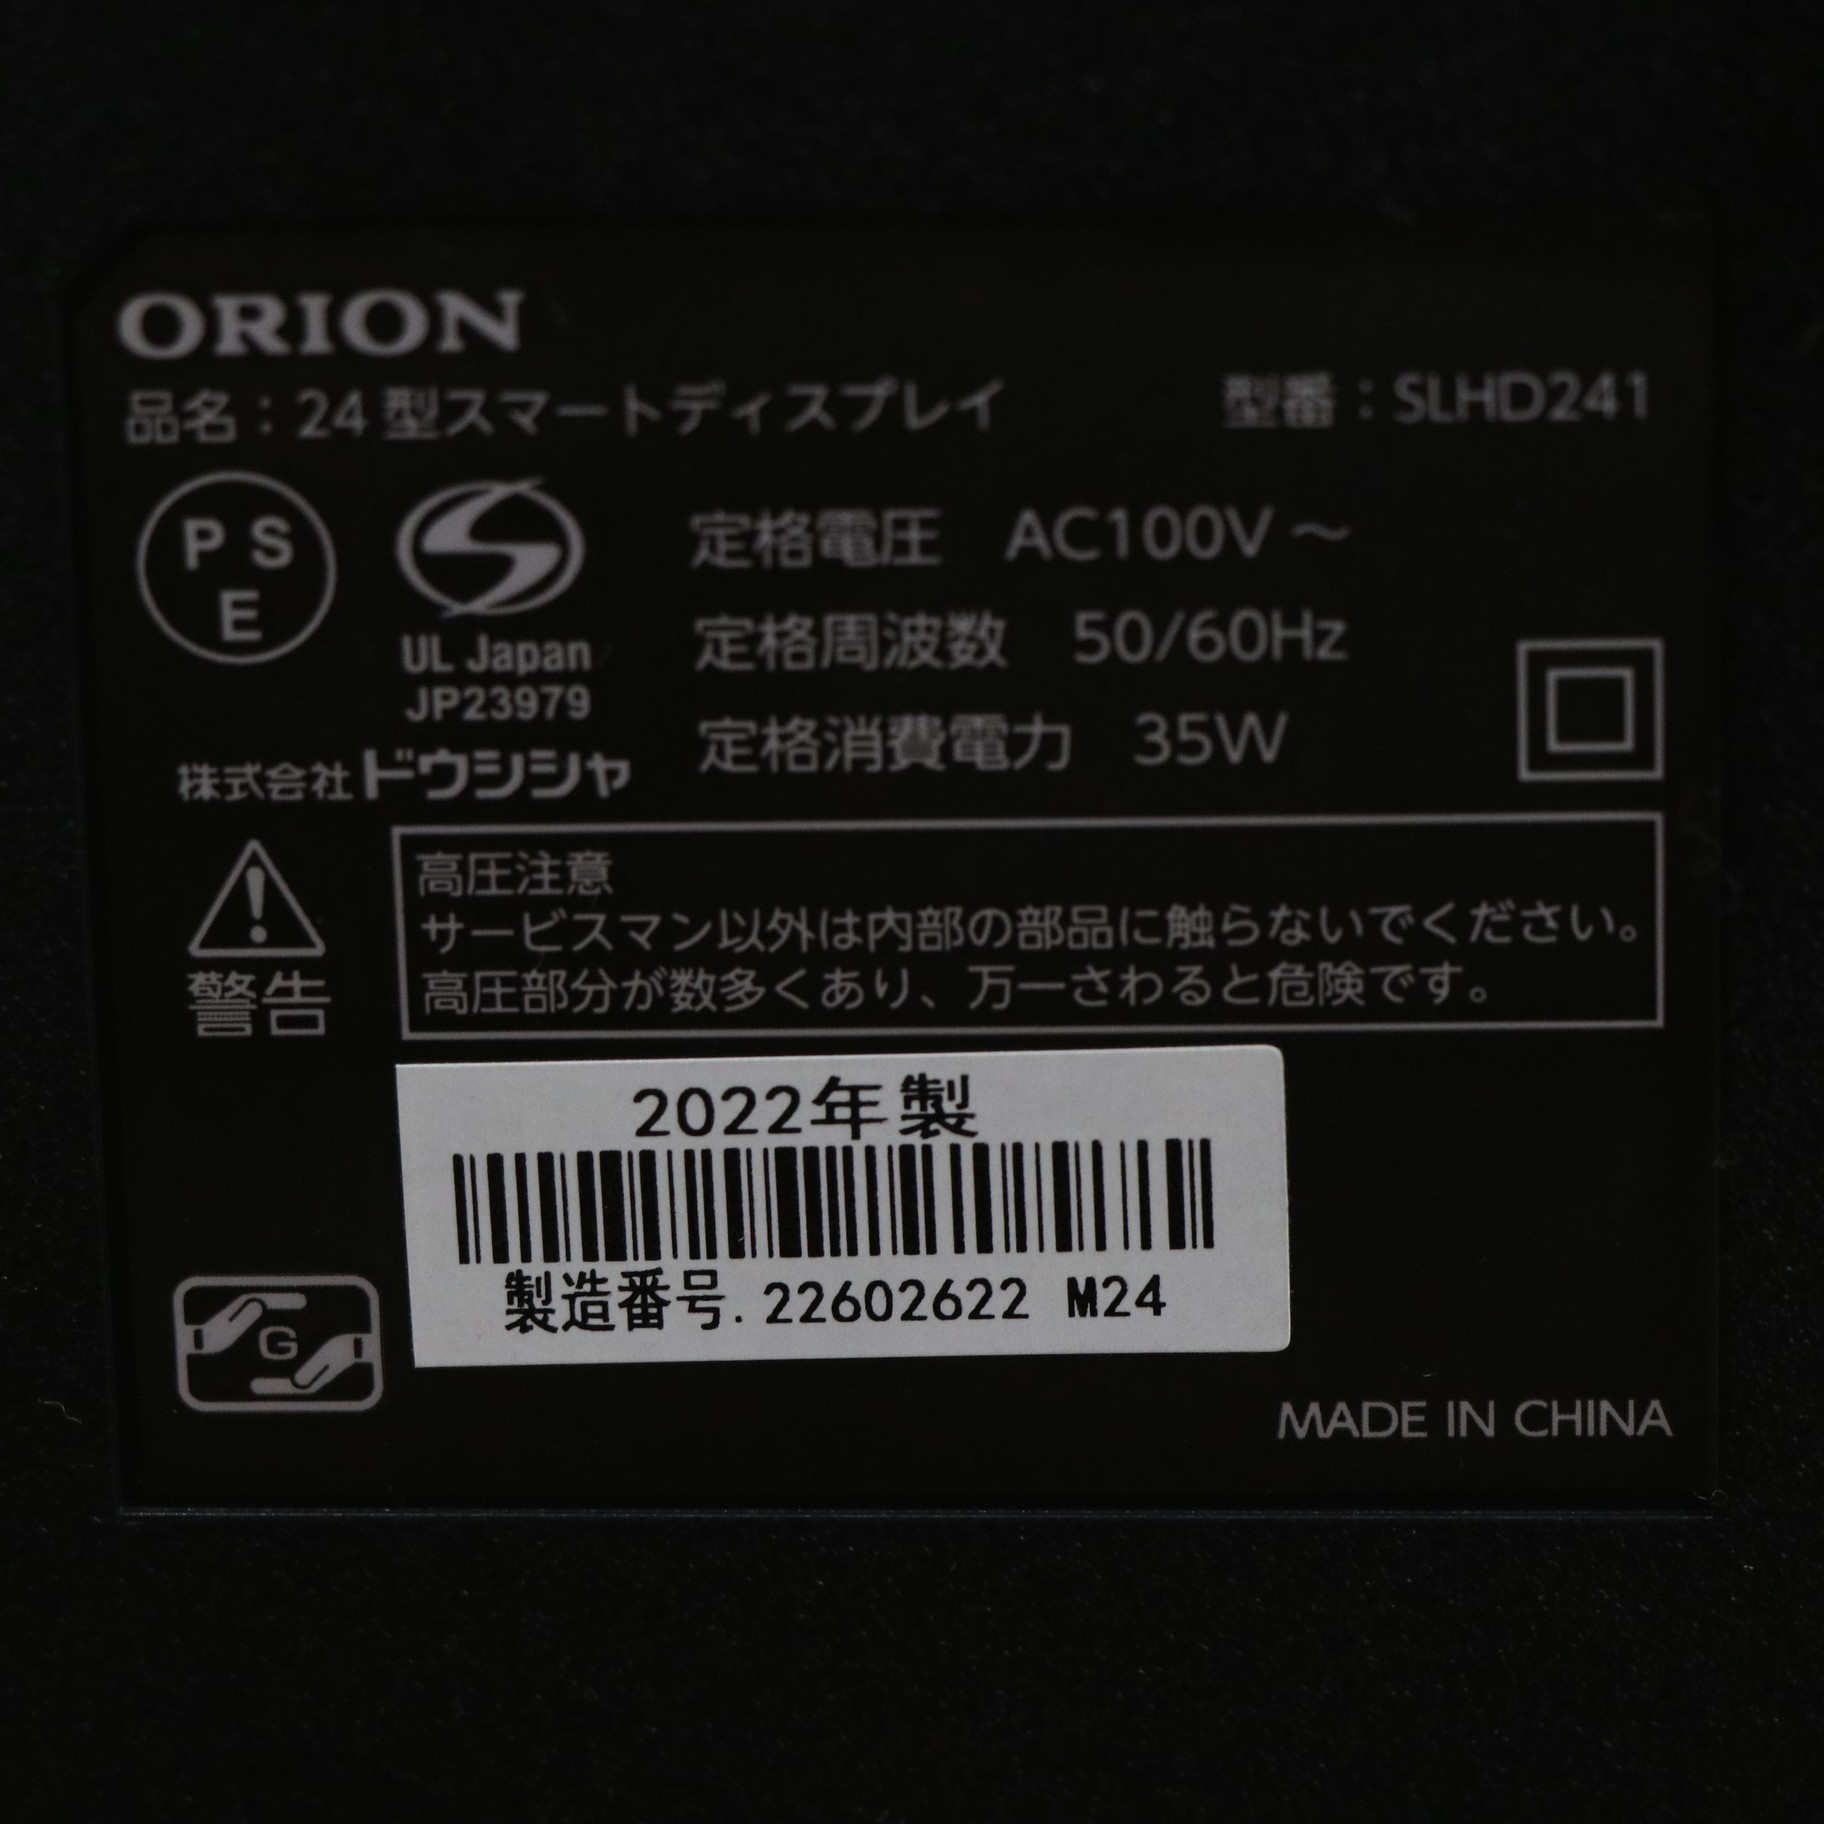 ORION
品名：24型スマートディスプレイ 型番：SLHD241
P S
E
UL Japan
JP23979
株式会社ドウシシャ
定格電圧 AC100V～
定格周波数 50/60Hz
定格消費電力 35W
警告
高圧注意
サービスマン以外は内部の部品に触らないでください。
高圧部分が数多くあり、万一さわると危険です。
2022年製
製造番号.22602622 M24
G
MADE IN CHINA